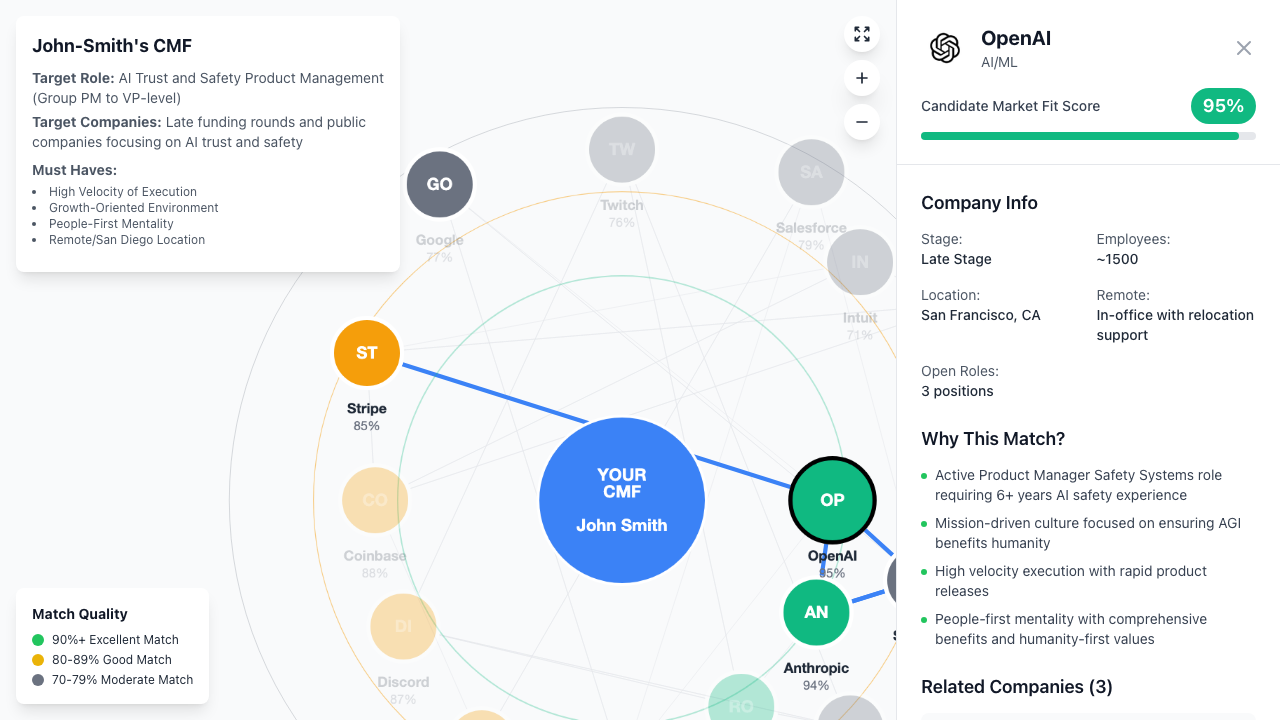 John-Smith's CMF
Target Role: AI Trust and Safety Product Management
(Group PM to VP-level)
Target Companies: Late funding rounds and public
companies focusing on AI trust and safety
Must Haves:
High Velocity of Execution
Growth-Oriented Environment
People-First Mentality
Remote/San Diego Location
GO
Google
77%
TW
Twitch
76%
SA
Salesforce
79%
IN
Intuit
71%
ST
Stripe
85%
YOUR
CMF
John Smith
CO
Coinbase
88%
OP
OpenAI
95%
AN
Anthropic
94%
DI
Discord
87%
RO
Match Quality
90%+ Excellent Match
80-89% Good Match
70-79% Moderate Match
OpenAI
AI/ML
Candidate Market Fit Score
95%
Company Info
Stage:
Late Stage
Employees:
~1500
Location:
San Francisco, CA
Remote:
In-office with relocation
support
Open Roles:
3 positions
Why This Match?
Active Product Manager Safety Systems role
requiring 6+ years AI safety experience
Mission-driven culture focused on ensuring AGI
benefits humanity
High velocity execution with rapid product
releases
People-first mentality with comprehensive
benefits and humanity-first values
Related Companies (3)